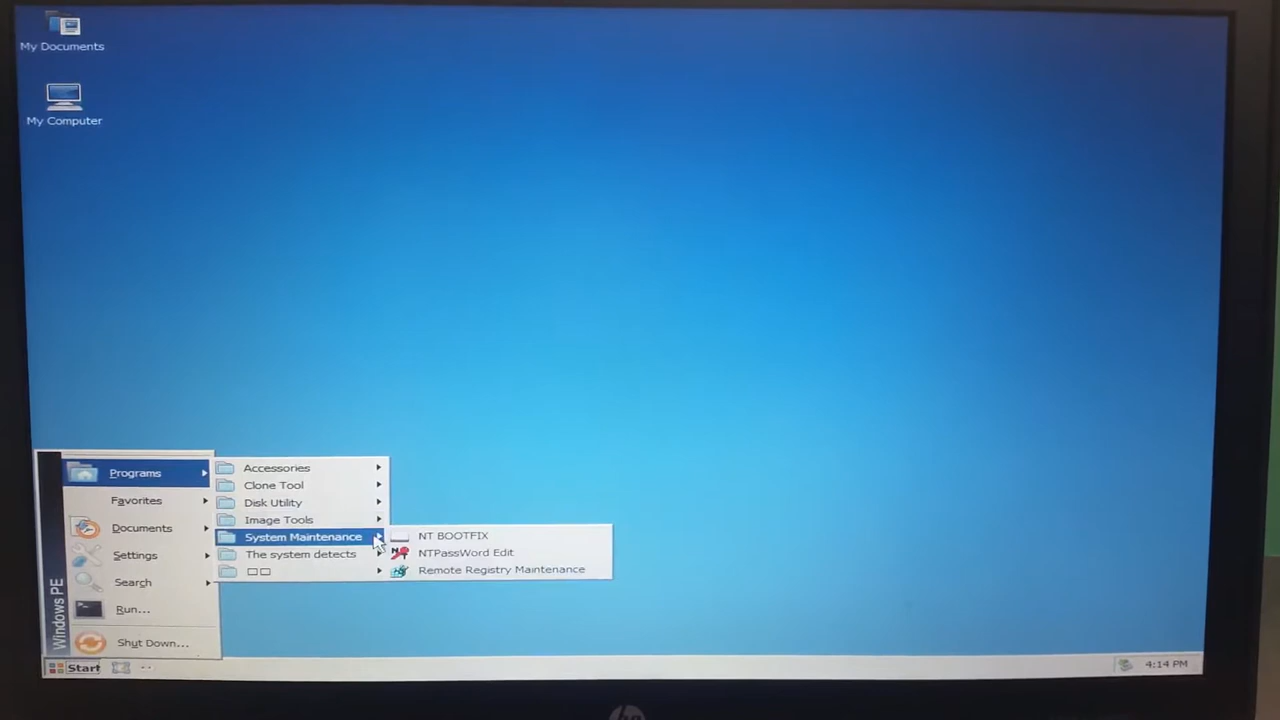 My Documents
My Computer
Windows PE
Programs
Favorites
Documents
Settings
Search
Run...
Shut Down...
Accessories
Clone Tool
Disk Utility
Image Tools
System Maintenance
The system detects
□□
NT BOOTFIX
NTPassWord Edit
Remote Registry Maintenance
Start
4:14 PM
hp